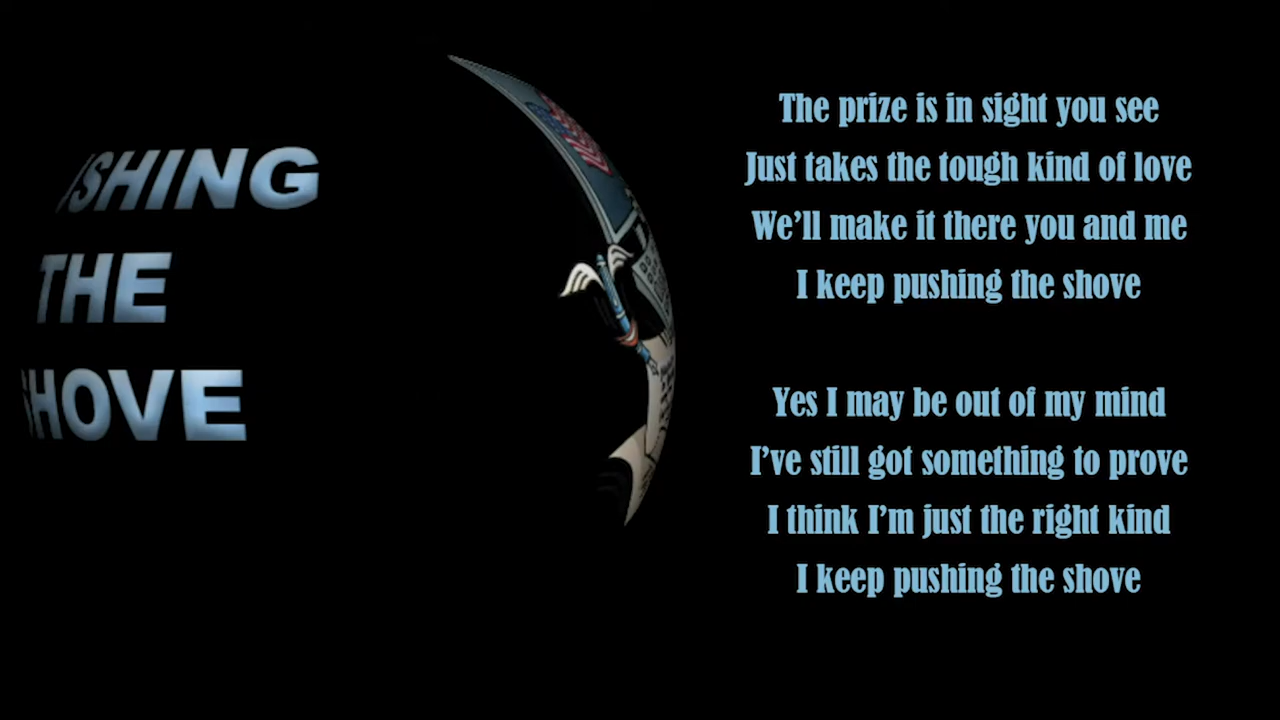 THE
The prize is in sight you see
Just takes the tough kind of love
We’ll make it there you and me
I keep pushing the shove
Yes I may be out of my mind
I’ve still got something to prove
I think I’m just the right kind
I keep pushing the shove